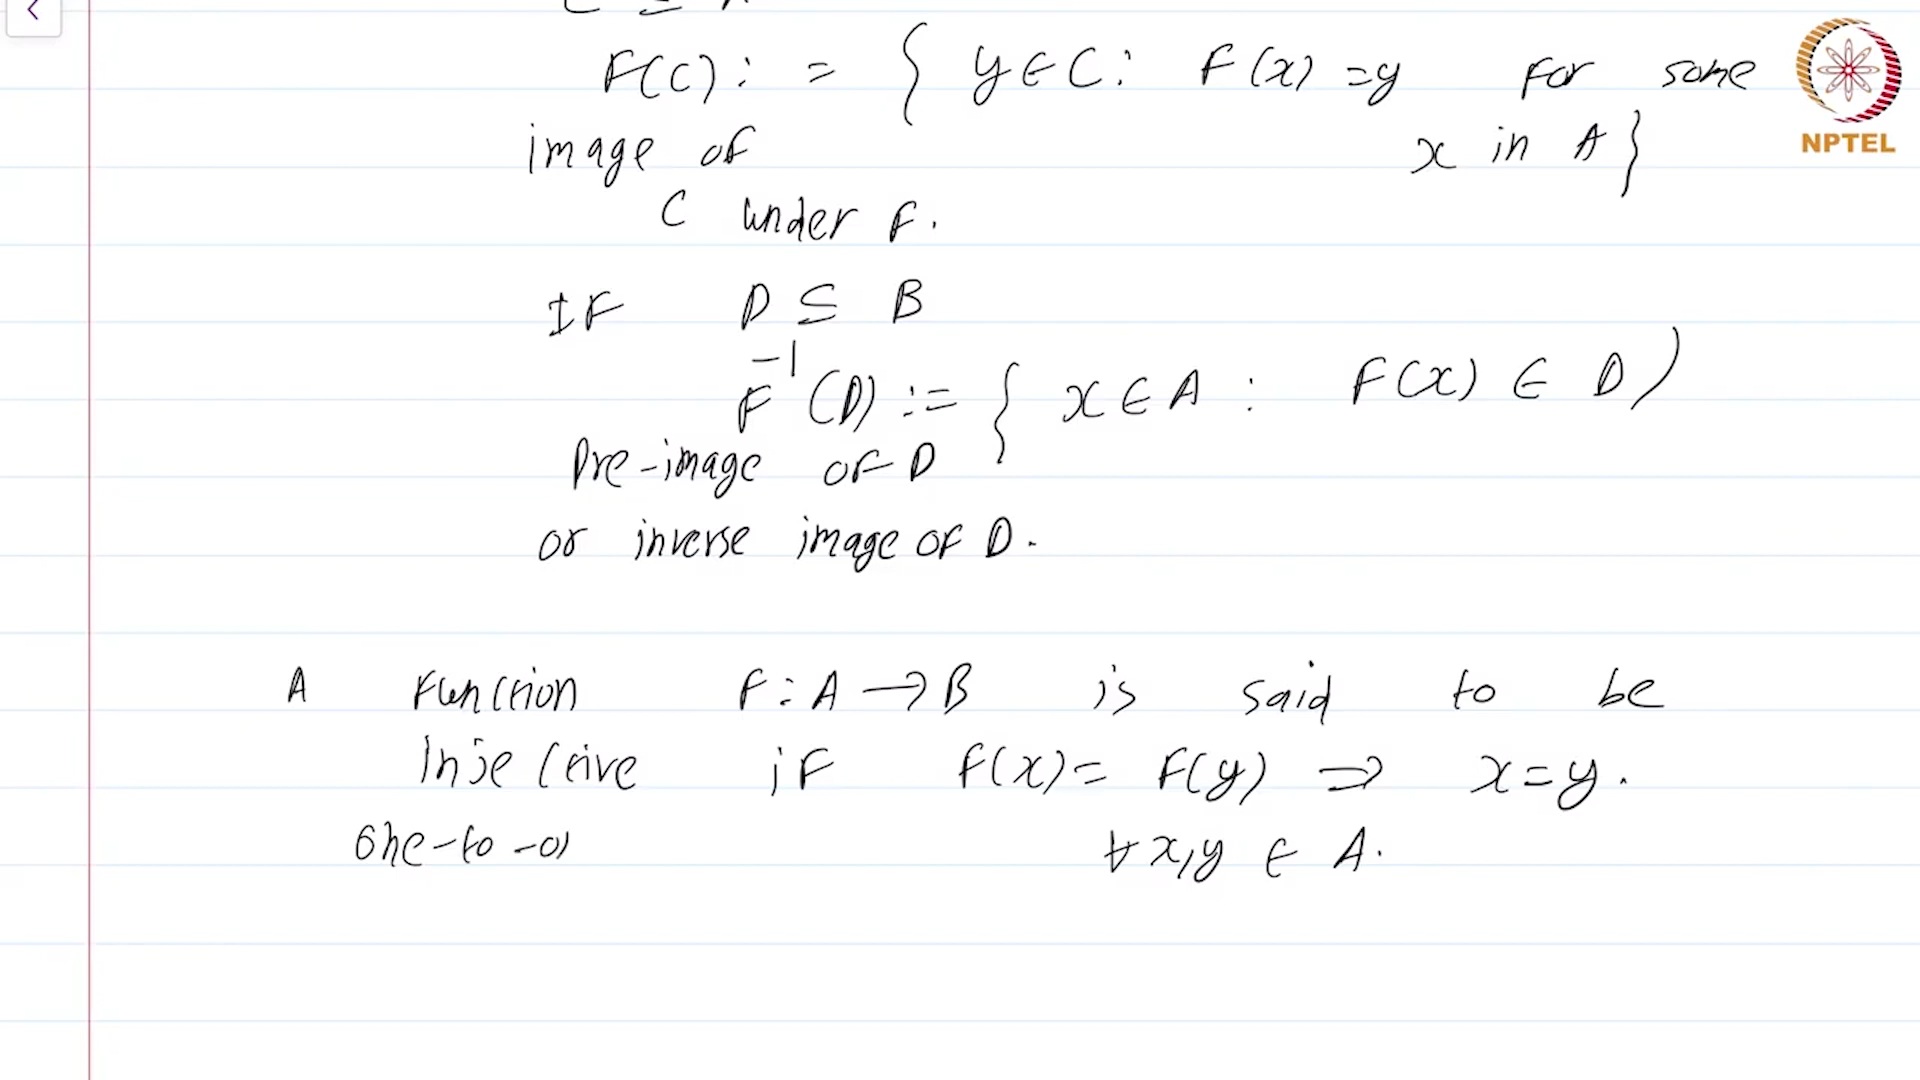 C ⊆ A
F(C) := { y ∈ C : F(x) = y for some
x in A }
image of
C under F.
NPTEL
IF D ⊆ B
F⁻¹(D) := { x ∈ A : F(x) ∈ D )
Pre-image of D
or inverse image of D.
A Function F : A → B is said to be
Injective if F(x) = F(y) ⇒ x = y.
one-to-o
∀ x, y ∈ A.